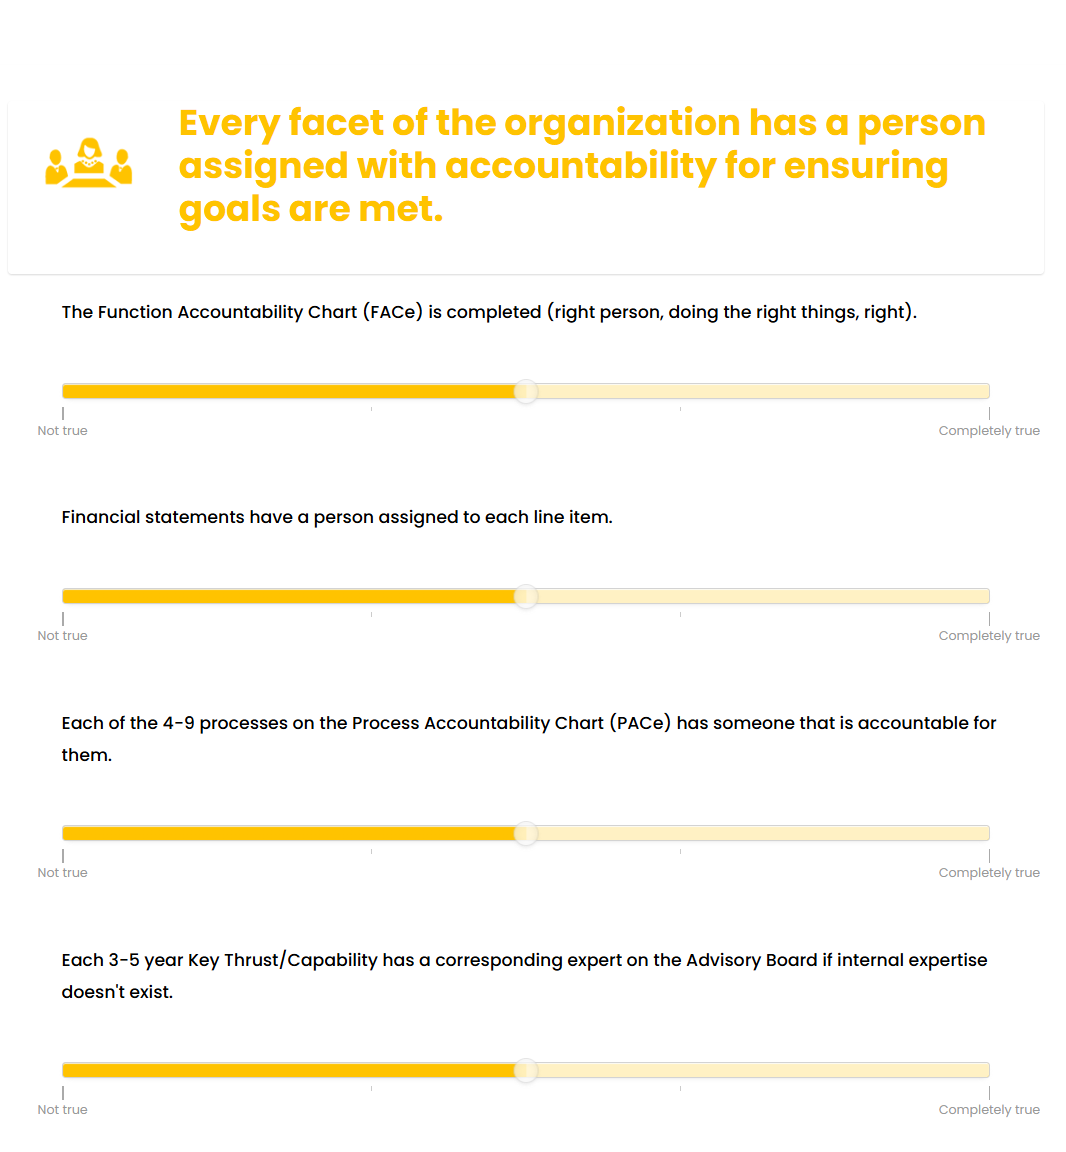 Every facet of the organization has a person
assigned with accountability for ensuring
goals are met.
The Function Accountability Chart (FACe) is completed (right person, doing the right things, right).
Not true
Completely true
Financial statements have a person assigned to each line item.
Not true
Completely true
Each of the 4-9 processes on the Process Accountability Chart (PACe) has someone that is accountable for
them.
Not true
Completely true
Each 3-5 year Key Thrust/Capability has a corresponding expert on the Advisory Board if internal expertise
doesn't exist.
Not true
Completely true